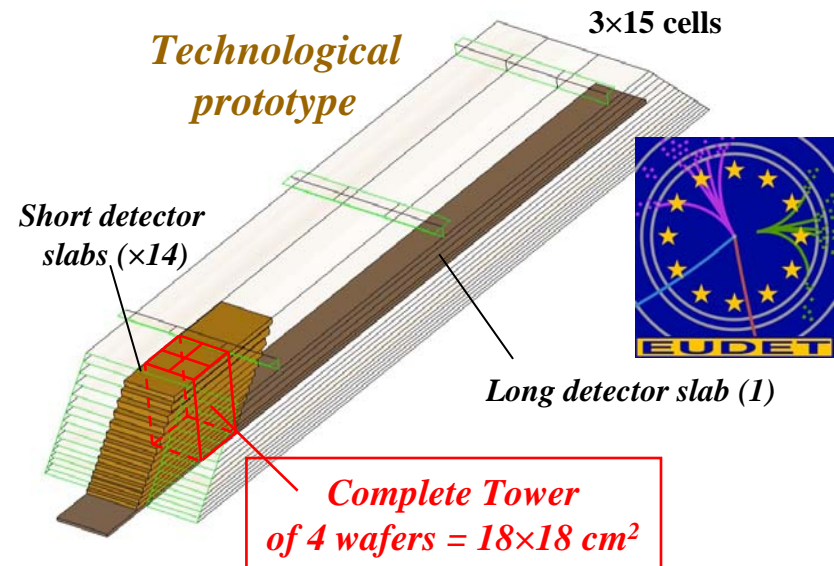 3×15 cells
Technological
prototype
Short detector
slabs (×14)
EUDET
Long detector slab (1)
Complete Tower
of 4 wafers = 18×18 cm²